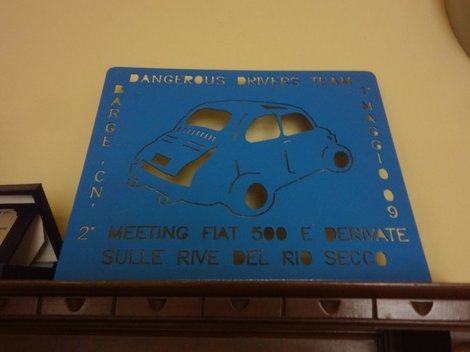 DANGEROUS DRIVERS TEAM
BARGE ,CN,
1°MAGGIO 09
2° MEETING FIAT 500 E DERIVATE
SULLE RIVE DEL RIO SECCO